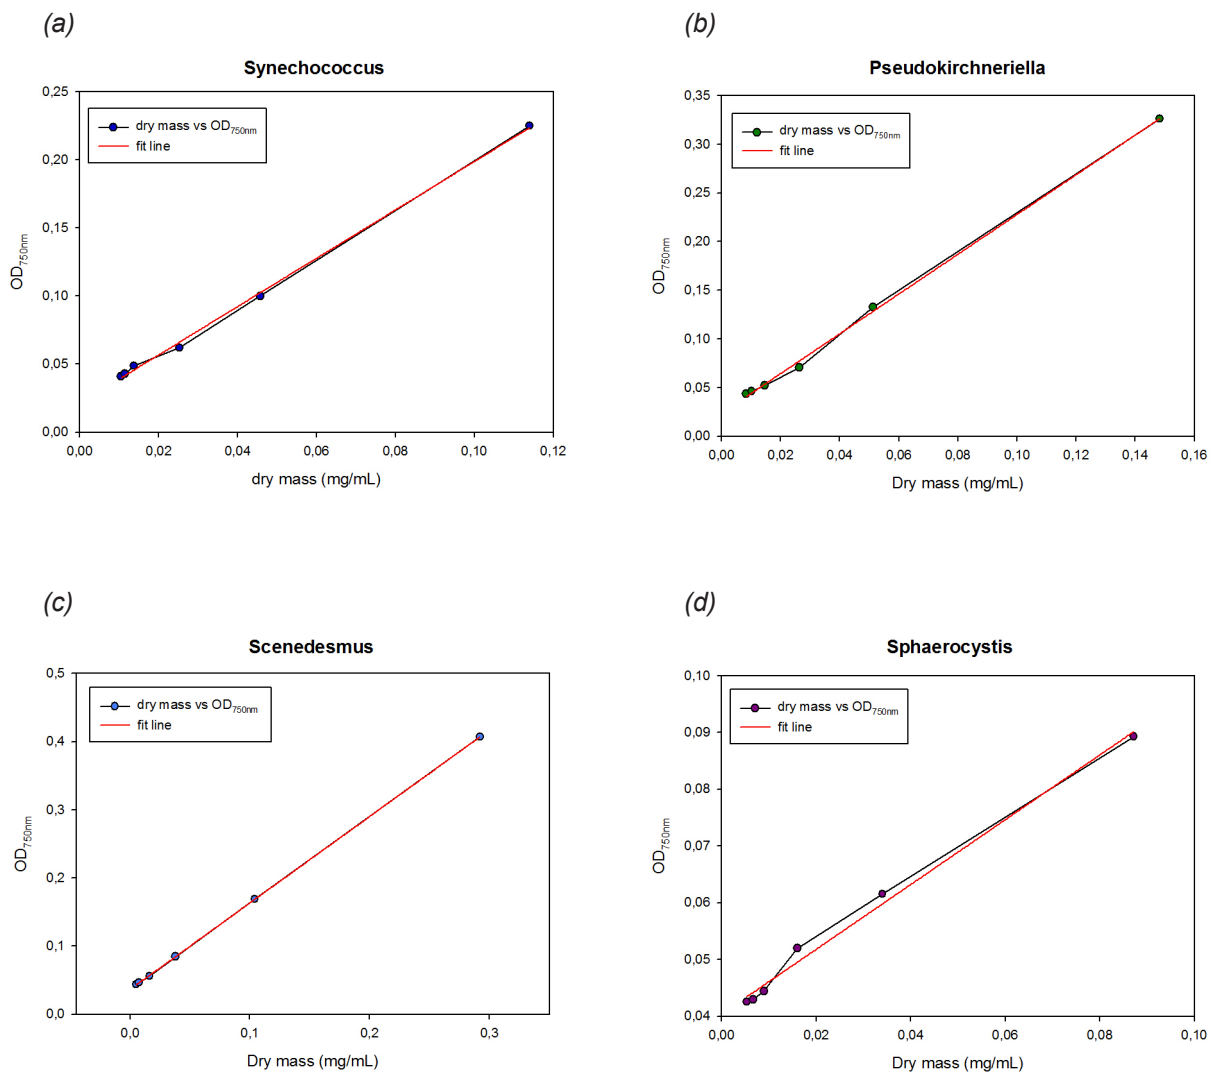 (a)
Synechococcus
0,25
0,20
0,15
0,10
0,05
0,00
OD750nm
dry mass vs OD750nm
fit line
0,00 0,02 0,04 0,06 0,08 0,10 0,12
dry mass (mg/mL)
(b)
Pseudokirchneriella
0,35
0,30
0,25
0,20
0,15
0,10
0,05
0,00
OD750nm
dry mass vs OD750nm
fit line
0,00 0,02 0,04 0,06 0,08 0,10 0,12 0,14 0,16
Dry mass (mg/mL)
(c)
Scenedesmus
0,5
0,4
0,3
0,2
0,1
0,0
OD750nm
dry mass vs OD750nm
fit line
0,0 0,1 0,2 0,3
Dry mass (mg/mL)
(d)
Sphaerocystis
0,10
0,09
0,08
0,07
0,06
0,05
0,04
OD750nm
dry mass vs OD750nm
fit line
0,00 0,02 0,04 0,06 0,08 0,10
Dry mass (mg/mL)